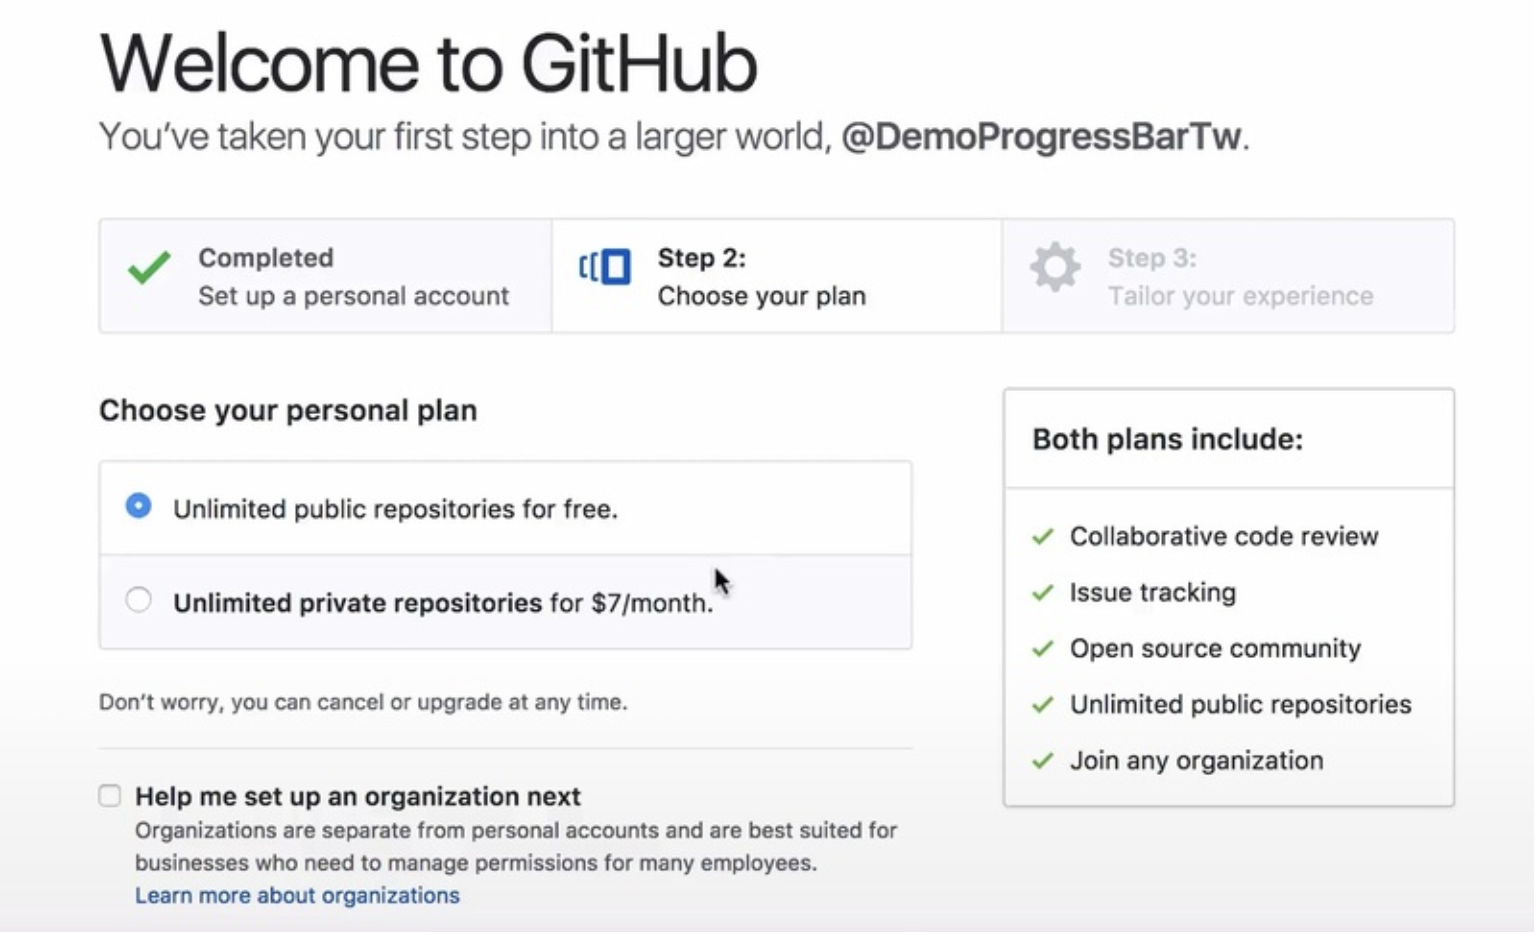 Welcome to GitHub
You’ve taken your first step into a larger world, @DemoProgressBarTw.
Completed
Set up a personal account
Step 2:
Choose your plan
Step 3:
Tailor your experience
Choose your personal plan
Unlimited public repositories for free.
Unlimited private repositories for $7/month.
Don’t worry, you can cancel or upgrade at any time.
Help me set up an organization next
Organizations are separate from personal accounts and are best suited for
businesses who need to manage permissions for many employees.
Learn more about organizations
Both plans include:
Collaborative code review
Issue tracking
Open source community
Unlimited public repositories
Join any organization